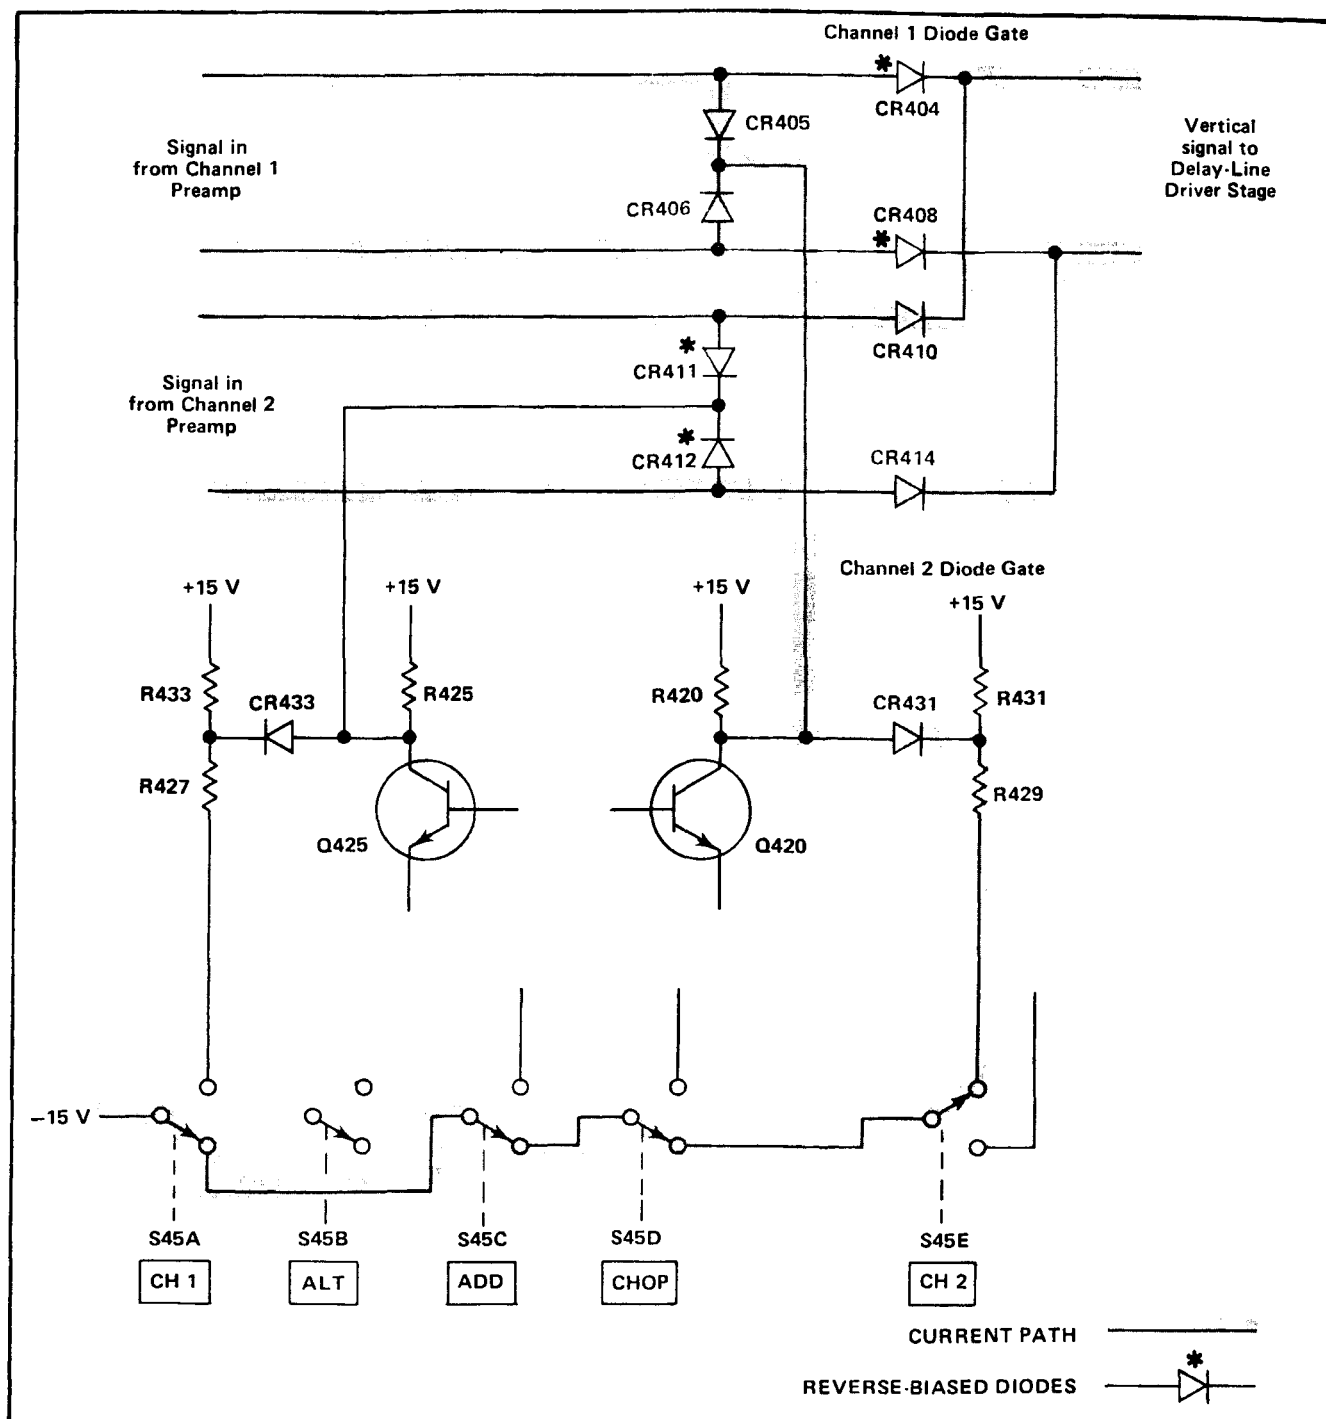 Channel 1 Diode Gate
*
CR404
CR405
Signal in
from Channel 1
Preamp
Vertical
signal to
Delay-Line
Driver Stage
CR406
CR408
*
CR410
*
CR411
Signal in
from Channel 2
Preamp
*
CR412
CR414
Channel 2 Diode Gate
+15 V
+15 V
+15 V
+15 V
R433
CR433
R425
R420
CR431
R431
R427
R429
Q425
Q420
−15 V
S45A
S45B
S45C
S45D
S45E
CH 1
ALT
ADD
CHOP
CH 2
CURRENT PATH
*
REVERSE-BIASED DIODES